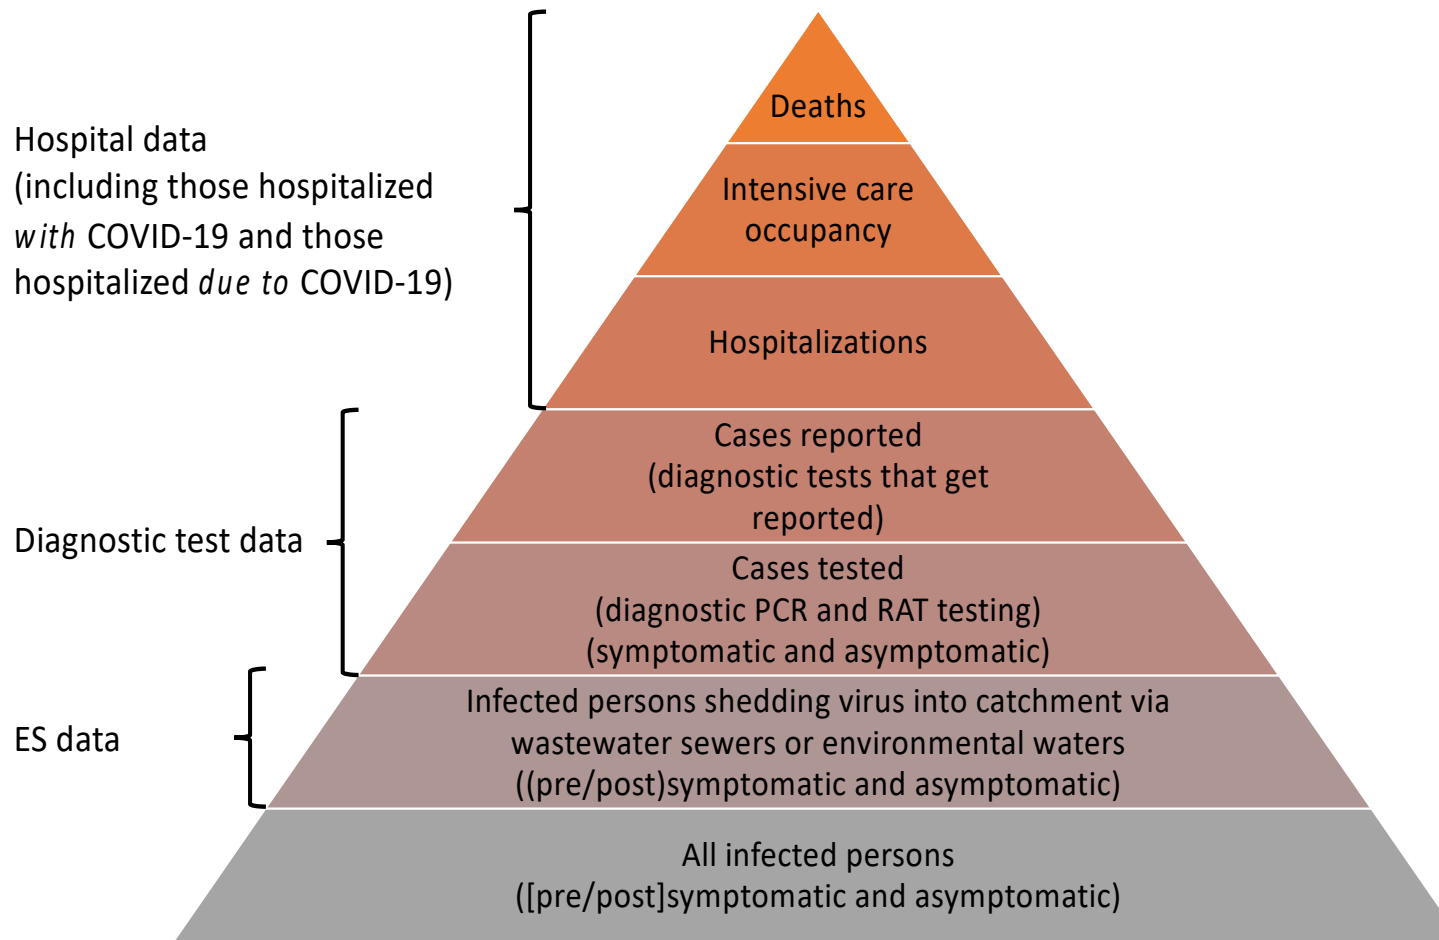 Deaths
Intensive care
occupancy
Hospitalizations
Hospital data
(including those hospitalized
with COVID-19 and those
hospitalized due to COVID-19)
Cases reported
(diagnostic tests that get
reported)
Cases tested
(diagnostic PCR and RAT testing)
(symptomatic and asymptomatic)
Diagnostic test data
Infected persons shedding virus into catchment via
wastewater sewers or environmental waters
((pre/post)symptomatic and asymptomatic)
ES data
All infected persons
([pre/post]symptomatic and asymptomatic)